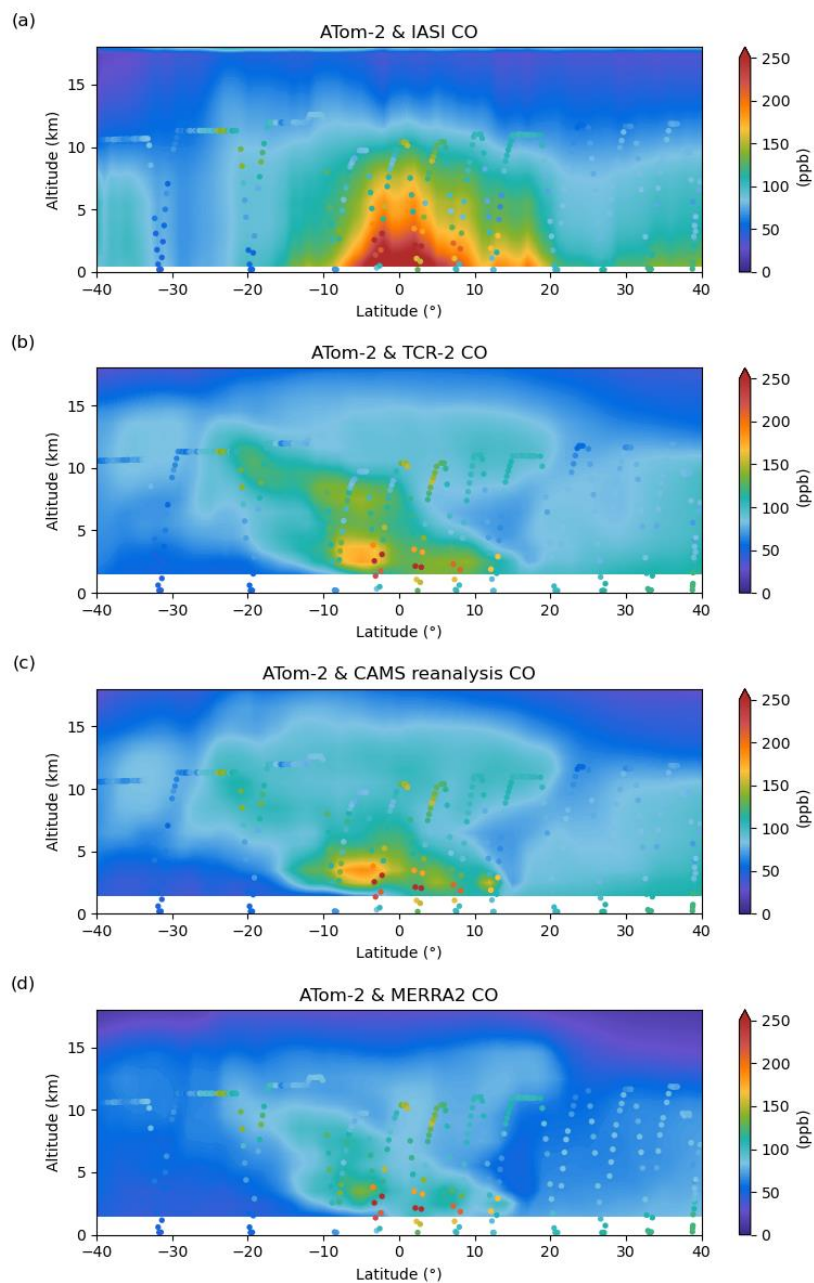 (a)
ATom-2 & IASI CO
15
10
5
0
Altitude (km)
−40 −30 −20 −10 0 10 20 30 40
Latitude (°)
250
200
150
100
50
0
(ppb)
(b)
ATom-2 & TCR-2 CO
15
10
5
0
Altitude (km)
−40 −30 −20 −10 0 10 20 30 40
Latitude (°)
250
200
150
100
50
0
(ppb)
(c)
ATom-2 & CAMS reanalysis CO
15
10
5
0
Altitude (km)
−40 −30 −20 −10 0 10 20 30 40
Latitude (°)
250
200
150
100
50
0
(ppb)
(d)
ATom-2 & MERRA2 CO
15
10
5
0
Altitude (km)
−40 −30 −20 −10 0 10 20 30 40
Latitude (°)
250
200
150
100
50
0
(ppb)